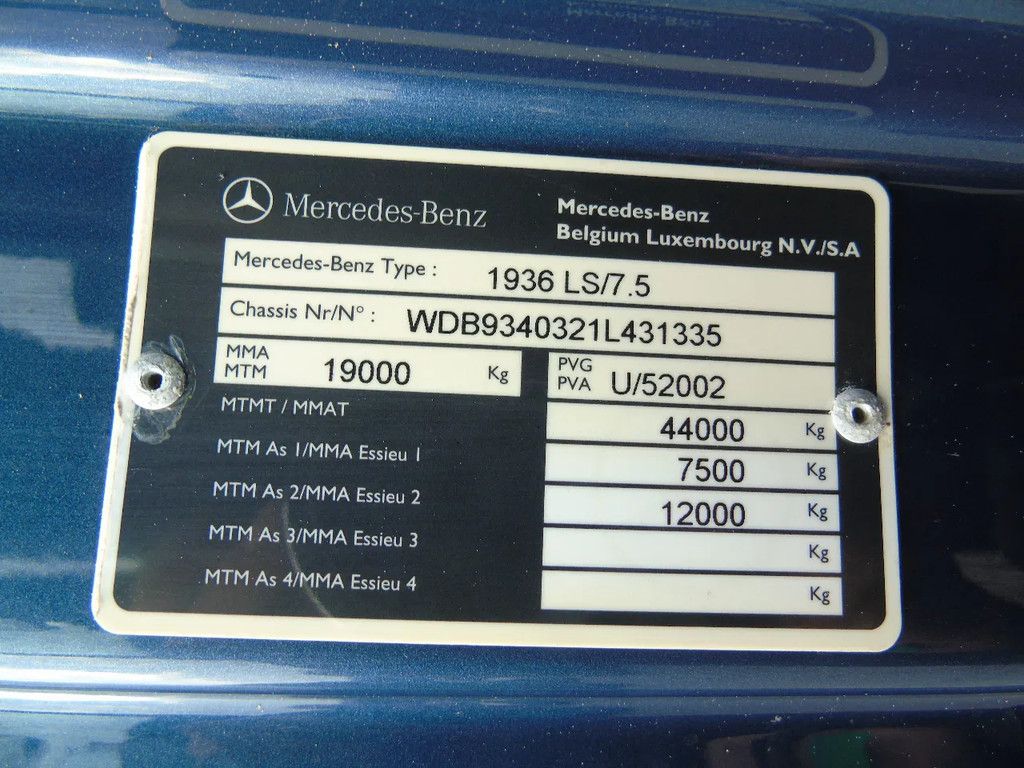 Mercedes-Benz
Mercedes-Benz
Belgium Luxembourg N.V./S.A
Mercedes-Benz Type : 1936 LS/7.5
Chassis Nr/N° : WDB9340321L431335
MMA
MTM 19000 Kg
PVG
PVA U/52002
MTMT / MMAT 44000 Kg
MTM As 1/MMA Essieu 1 7500 Kg
MTM As 2/MMA Essieu 2 12000 Kg
MTM As 3/MMA Essieu 3 Kg
MTM As 4/MMA Essieu 4 Kg